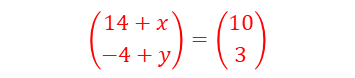 (14 + x) = (10)
(−4 + y) (3)